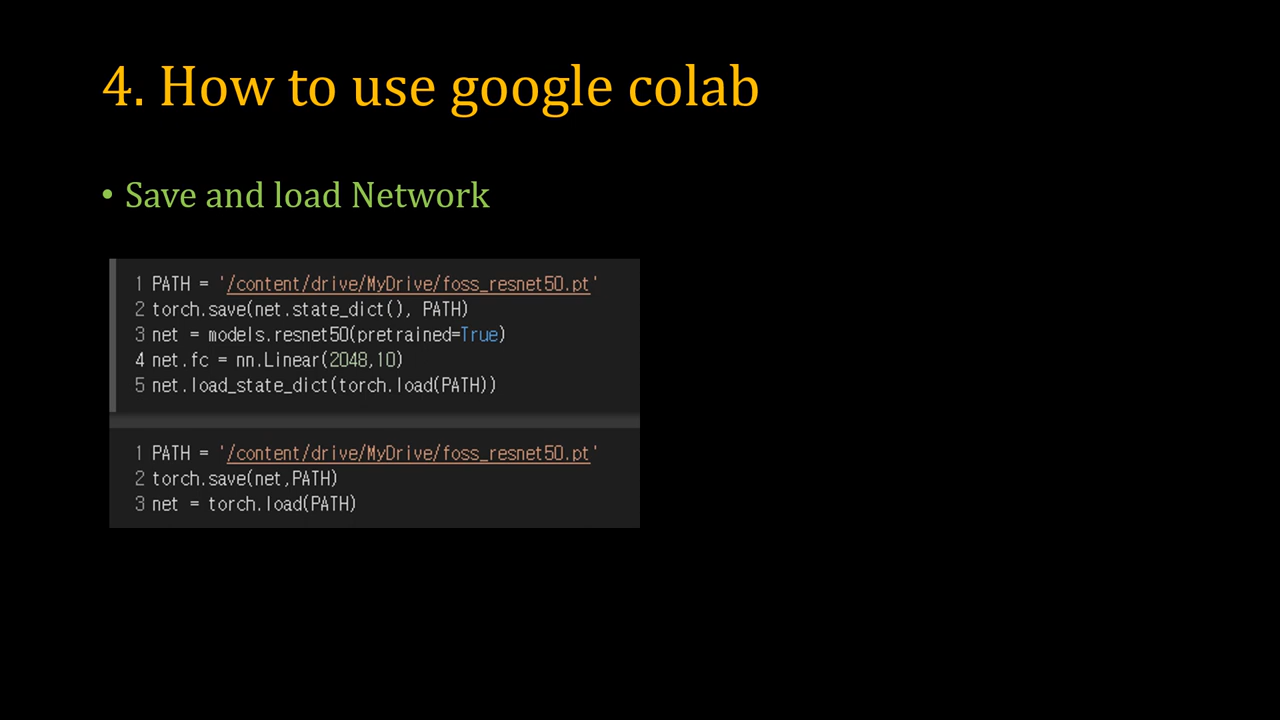 4. How to use google colab
• Save and load Network
1 PATH = '/content/drive/MyDrive/foss_resnet50.pt'
2 torch.save(net.state_dict(), PATH)
3 net = models.resnet50(pretrained=True)
4 net.fc = nn.Linear(2048,10)
5 net.load_state_dict(torch.load(PATH))
1 PATH = '/content/drive/MyDrive/foss_resnet50.pt'
2 torch.save(net,PATH)
3 net = torch.load(PATH)